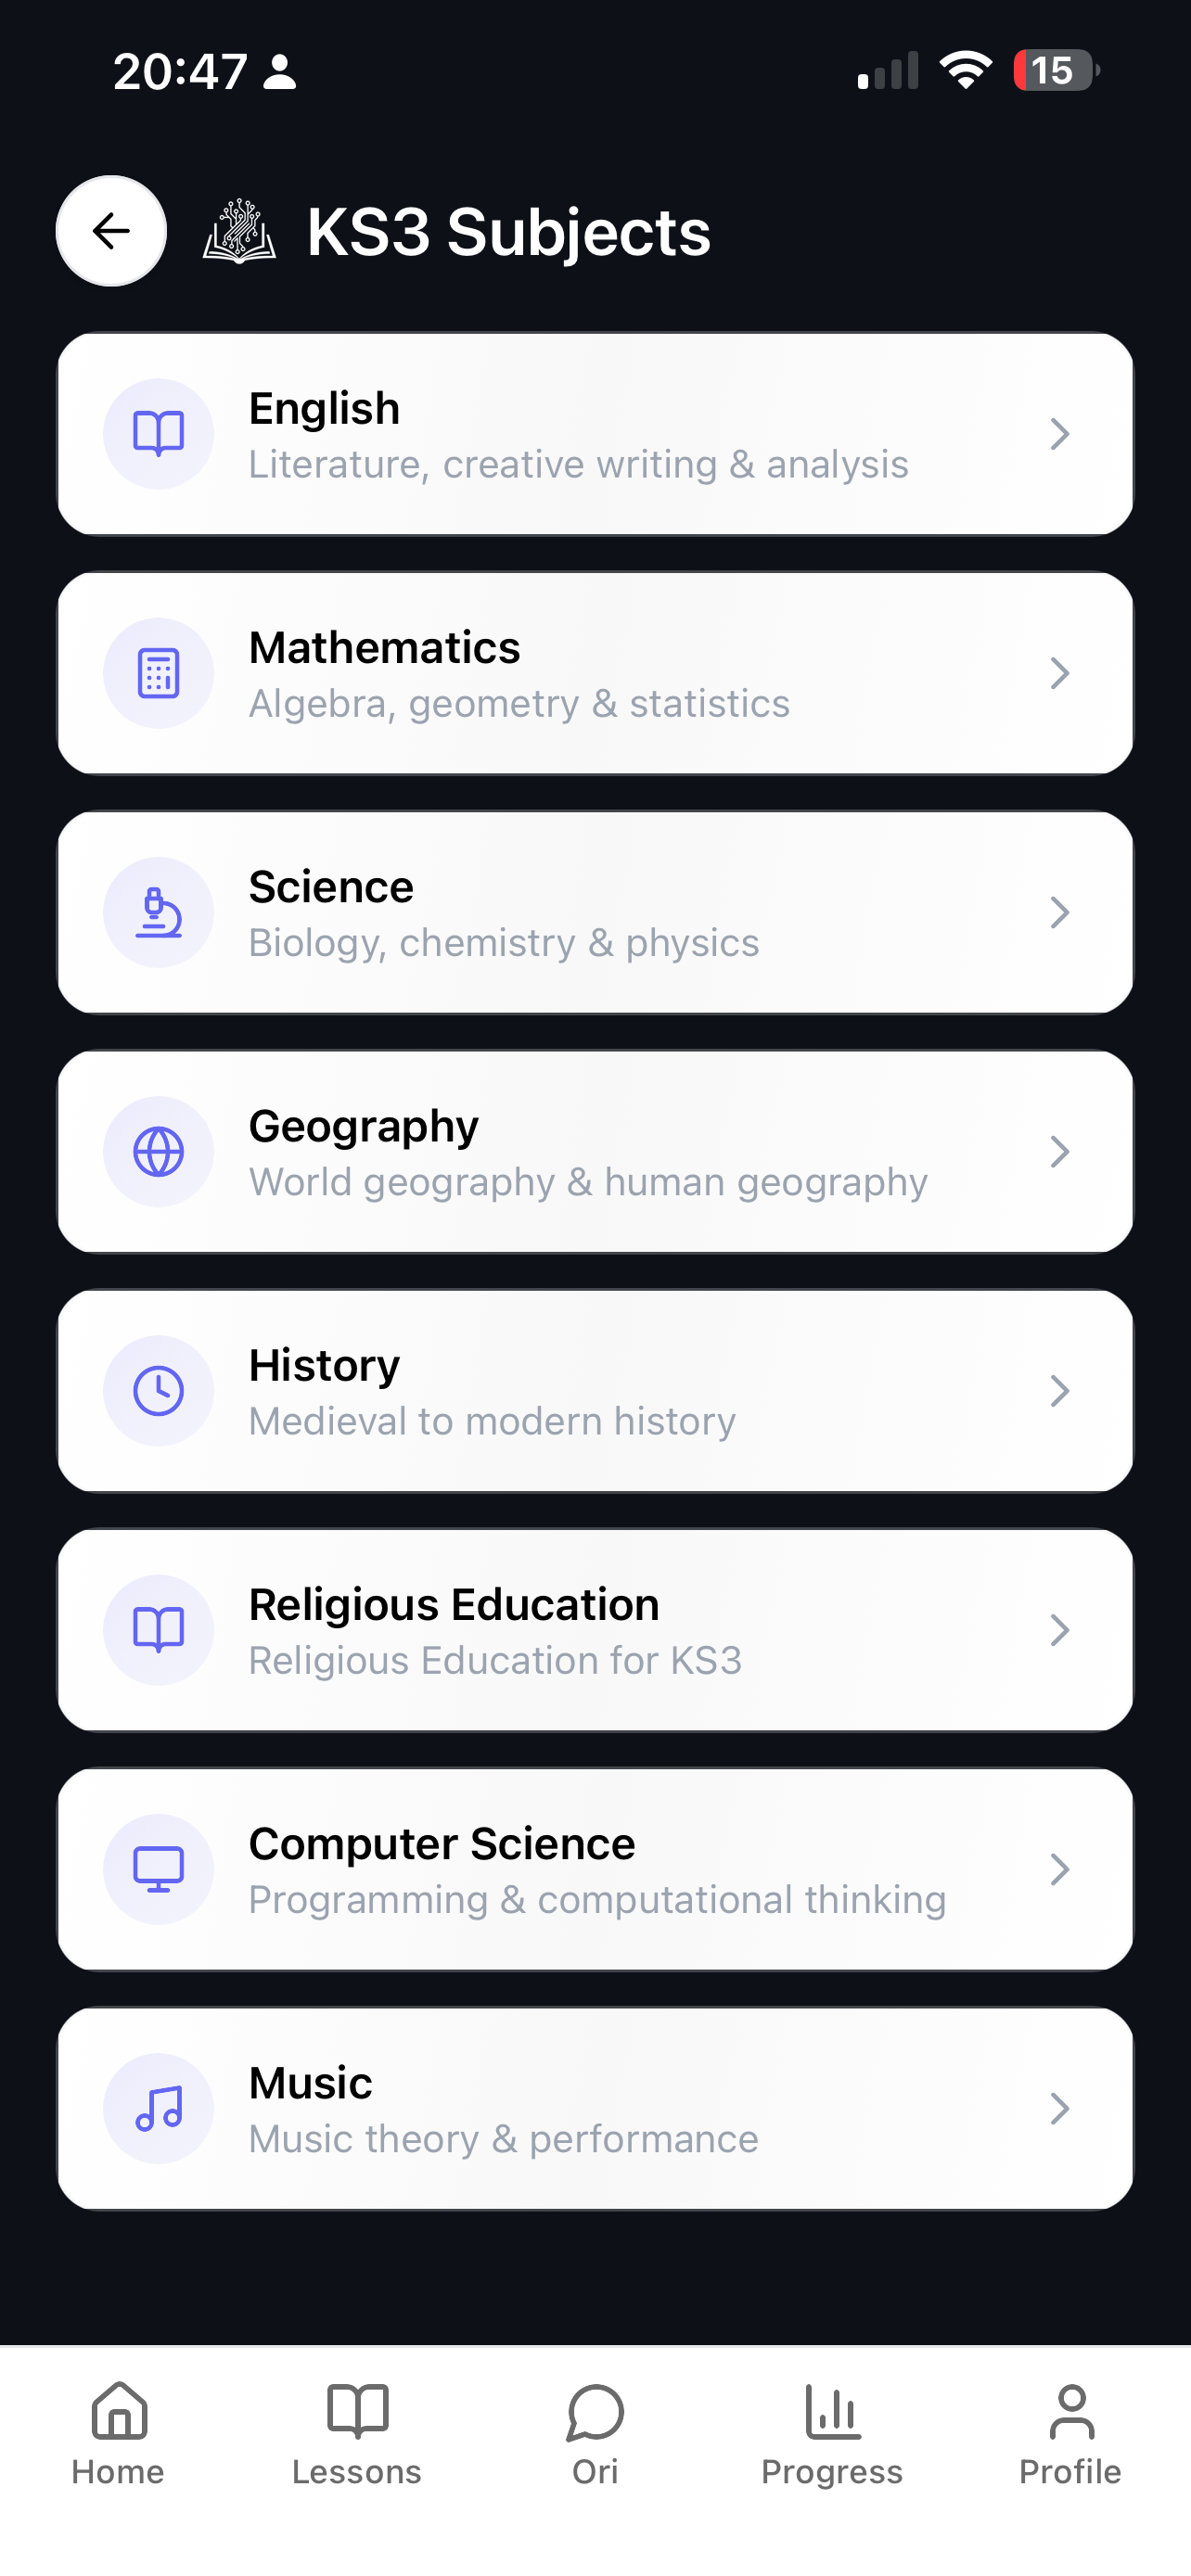 20:47
15
KS3 Subjects
English
Literature, creative writing & analysis
Mathematics
Algebra, geometry & statistics
Science
Biology, chemistry & physics
Geography
World geography & human geography
History
Medieval to modern history
Religious Education
Religious Education for KS3
Computer Science
Programming & computational thinking
Music
Music theory & performance
Home Lessons Ori Progress Profile